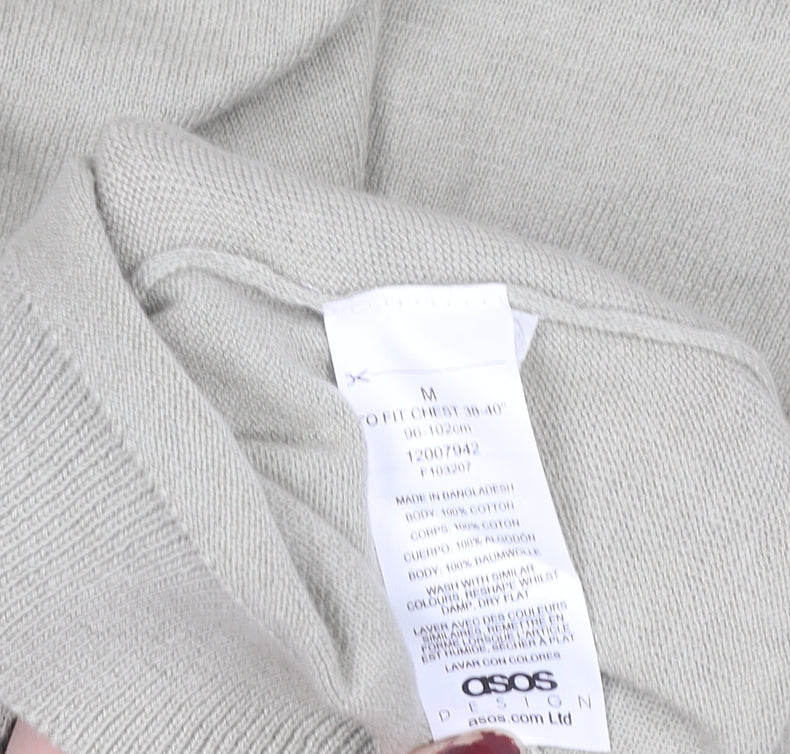 M
O FIT CHEST 38-40"
96-102cm
12007942
F103207
MADE IN BANGLADESH
BODY: 100% COTTON
CORPS: 100% COTON
CUERPO: 100% ALGODÓN
BODY: 100% BAUMWOLLE
WASH WITH SIMILAR
COLOURS, RESHAPE WHILST
DAMP, DRY FLAT
LAVER AVEC DES COULEURS
SIMILAIRES, REMETTRE EN
FORME LORSQUE L'ARTICLE
EST HUMIDE, SÉCHER À PLAT
LAVAR CON COLORES
asos
DESIGN
asos.com Ltd